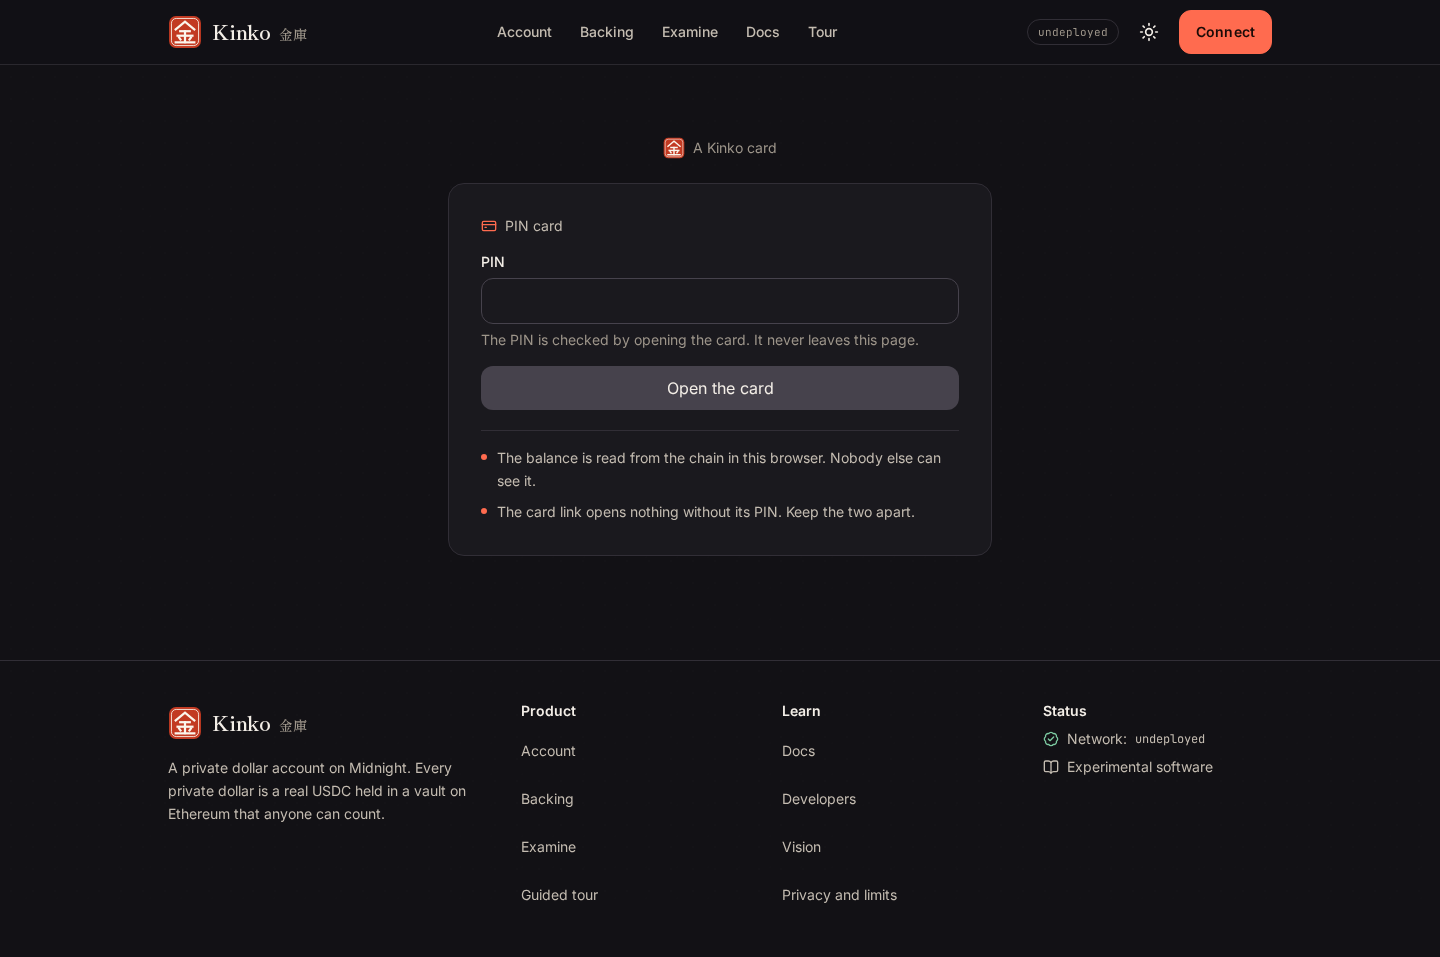 金 Kinko 金庫
Account Backing Examine Docs Tour
undeployed
Connect
金 A Kinko card
PIN card
PIN
The PIN is checked by opening the card. It never leaves this page.
Open the card
The balance is read from the chain in this browser. Nobody else can
see it.
The card link opens nothing without its PIN. Keep the two apart.
金 Kinko 金庫
A private dollar account on Midnight. Every
private dollar is a real USDC held in a vault on
Ethereum that anyone can count.
Product
Account
Backing
Examine
Guided tour
Learn
Docs
Developers
Vision
Privacy and limits
Status
Network: undeployed
Experimental software